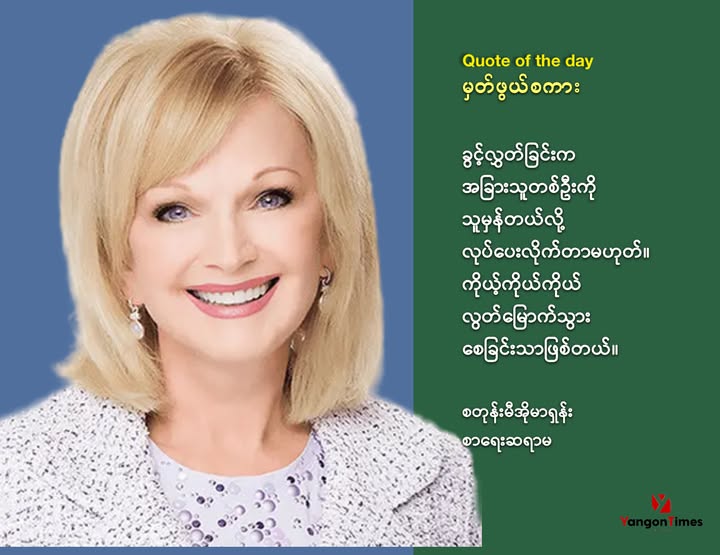 Quote of the day
မှတ်ဖွယ်စကား
ခွင့်လွှတ်ခြင်းက
အခြားသူတစ်ဦးကို
သူမှန်တယ်လို့
လုပ်ပေးလိုက်တာမဟုတ်။
ကိုယ့်ကိုယ်ကိုယ်
လွတ်မြောက်သွား
စေခြင်းသာဖြစ်တယ်။
စတုန်းမီအိုမာရှန်း
စာရေးဆရာမ
YangonTimes